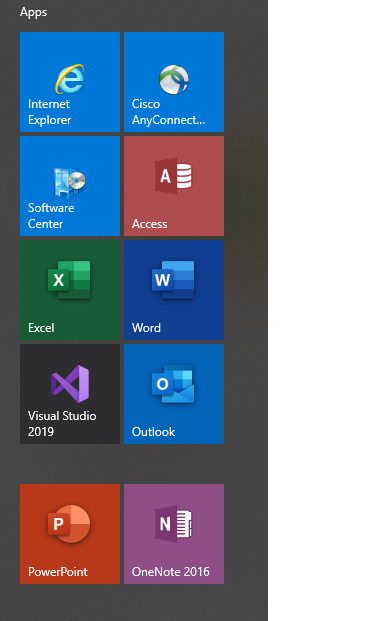 Apps
Internet
Explorer
Cisco
AnyConnect...
Software
Center
A
Access
X
Excel
W
Word
Visual Studio
2019
O
Outlook
P
PowerPoint
N
OneNote 2016